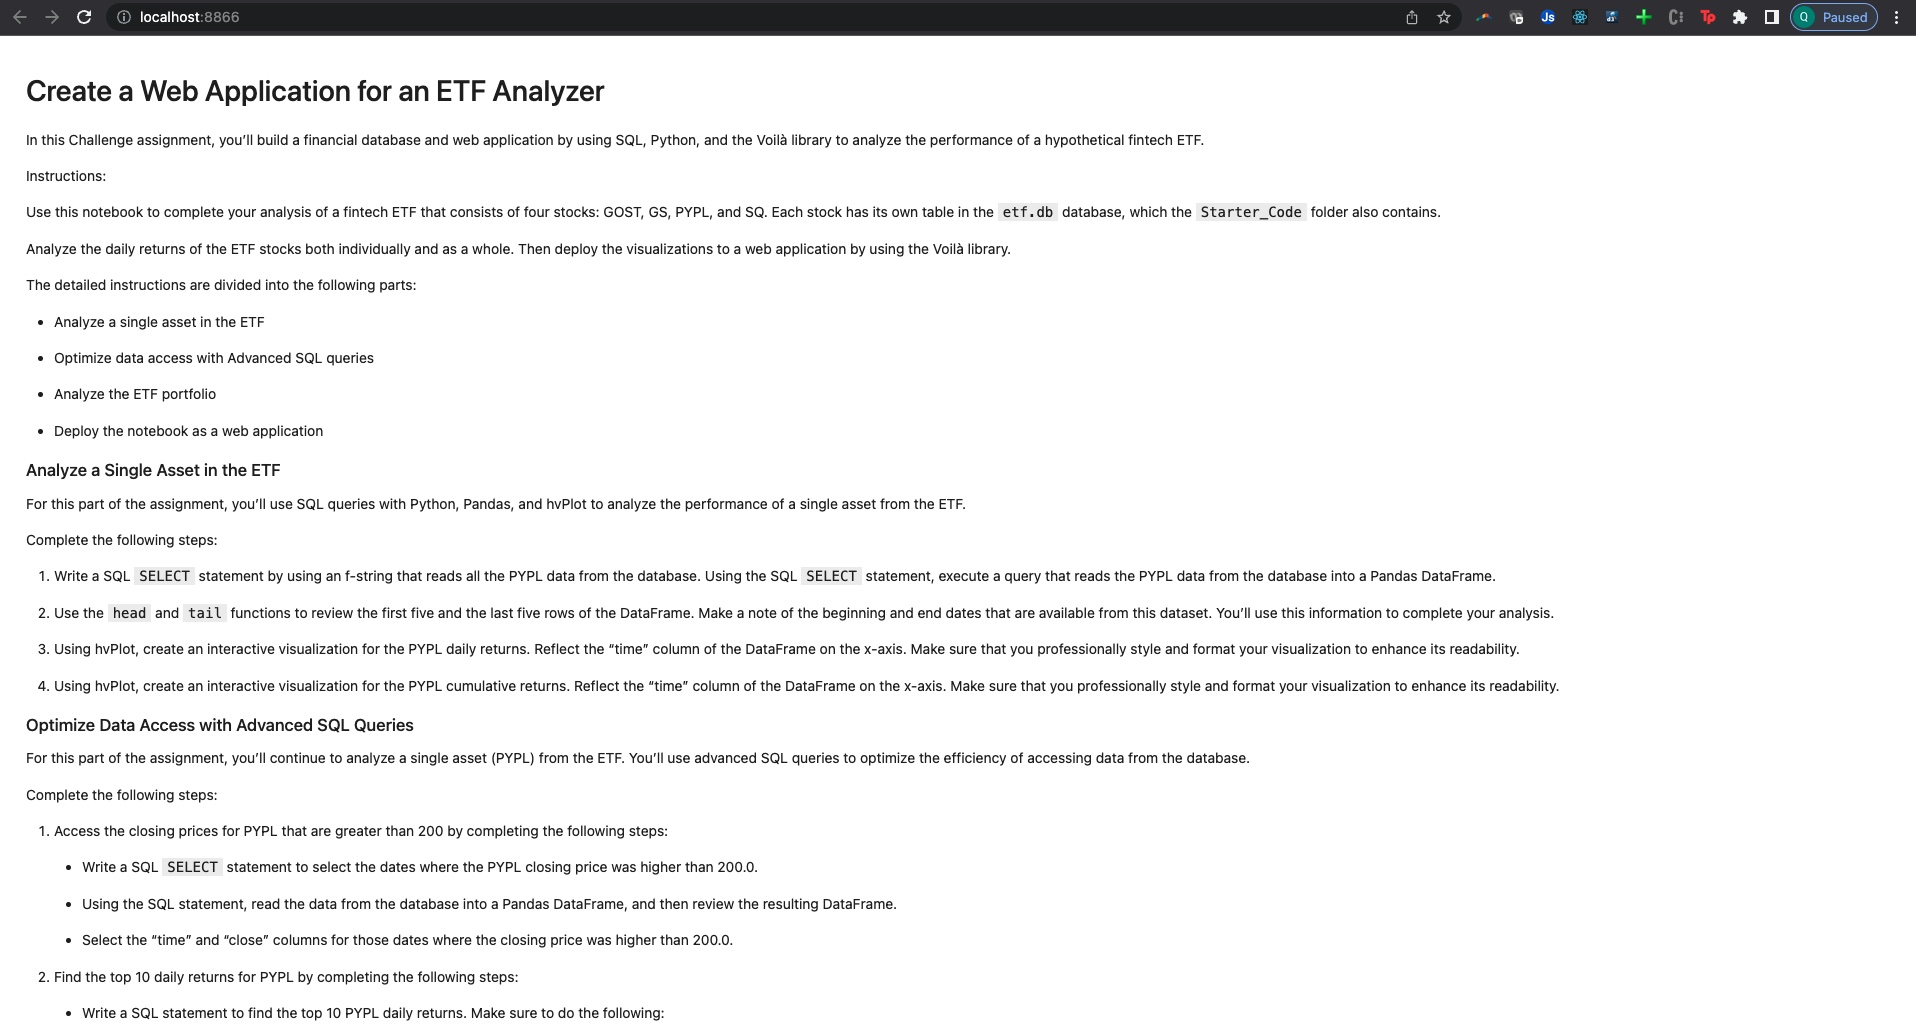 localhost:8866
Js
Tp
Q Paused
Create a Web Application for an ETF Analyzer
In this Challenge assignment, you’ll build a financial database and web application by using SQL, Python, and the Voilà library to analyze the performance of a hypothetical fintech ETF.
Instructions:
Use this notebook to complete your analysis of a fintech ETF that consists of four stocks: GOST, GS, PYPL, and SQ. Each stock has its own table in the etf.db database, which the Starter_Code folder also contains.
Analyze the daily returns of the ETF stocks both individually and as a whole. Then deploy the visualizations to a web application by using the Voilà library.
The detailed instructions are divided into the following parts:
• Analyze a single asset in the ETF
• Optimize data access with Advanced SQL queries
• Analyze the ETF portfolio
• Deploy the notebook as a web application
Analyze a Single Asset in the ETF
For this part of the assignment, you’ll use SQL queries with Python, Pandas, and hvPlot to analyze the performance of a single asset from the ETF.
Complete the following steps:
1. Write a SQL SELECT statement by using an f-string that reads all the PYPL data from the database. Using the SQL SELECT statement, execute a query that reads the PYPL data from the database into a Pandas DataFrame.
2. Use the head and tail functions to review the first five and the last five rows of the DataFrame. Make a note of the beginning and end dates that are available from this dataset. You’ll use this information to complete your analysis.
3. Using hvPlot, create an interactive visualization for the PYPL daily returns. Reflect the “time” column of the DataFrame on the x-axis. Make sure that you professionally style and format your visualization to enhance its readability.
4. Using hvPlot, create an interactive visualization for the PYPL cumulative returns. Reflect the “time” column of the DataFrame on the x-axis. Make sure that you professionally style and format your visualization to enhance its readability.
Optimize Data Access with Advanced SQL Queries
For this part of the assignment, you’ll continue to analyze a single asset (PYPL) from the ETF. You’ll use advanced SQL queries to optimize the efficiency of accessing data from the database.
Complete the following steps:
1. Access the closing prices for PYPL that are greater than 200 by completing the following steps:
• Write a SQL SELECT statement to select the dates where the PYPL closing price was higher than 200.0.
• Using the SQL statement, read the data from the database into a Pandas DataFrame, and then review the resulting DataFrame.
• Select the “time” and “close” columns for those dates where the closing price was higher than 200.0.
2. Find the top 10 daily returns for PYPL by completing the following steps:
• Write a SQL statement to find the top 10 PYPL daily returns. Make sure to do the following: